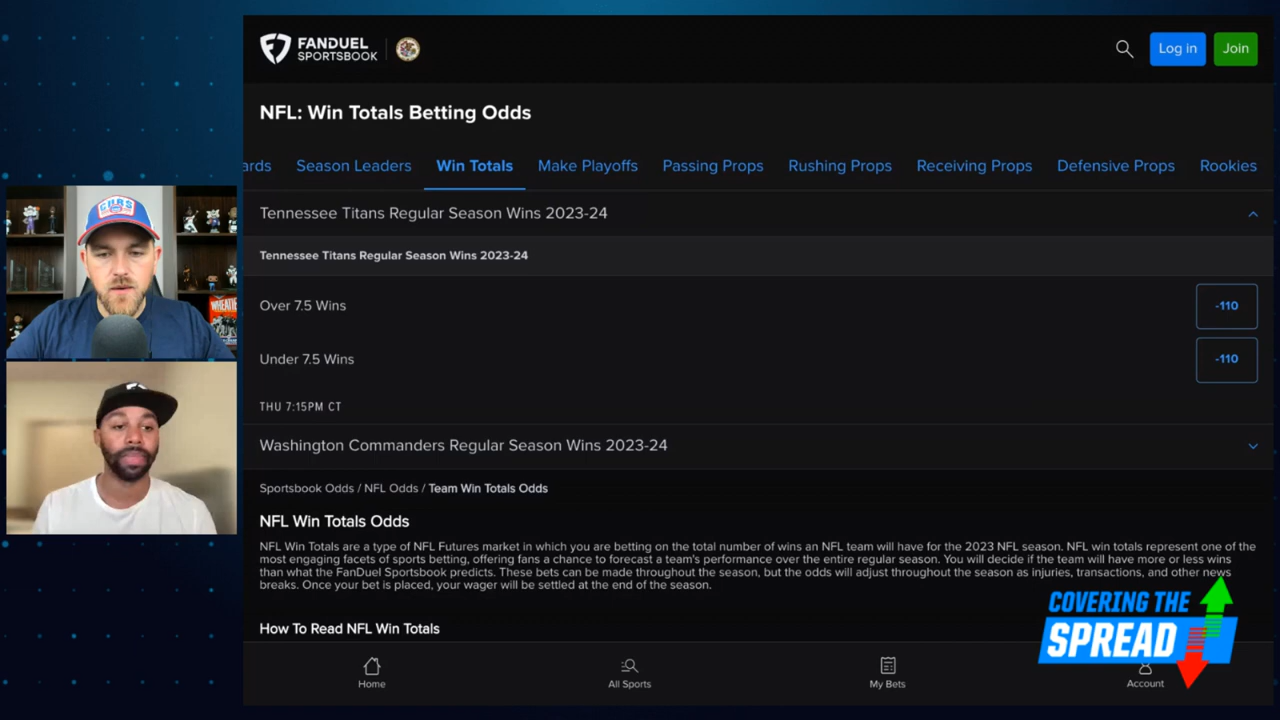 FANDUEL
SPORTSBOOK
Log in
Join
NFL: Win Totals Betting Odds
ards Season Leaders Win Totals Make Playoffs Passing Props Rushing Props Receiving Props Defensive Props Rookies
Tennessee Titans Regular Season Wins 2023-24
Tennessee Titans Regular Season Wins 2023-24
Over 7.5 Wins -110
Under 7.5 Wins -110
THU 7:15PM CT
Washington Commanders Regular Season Wins 2023-24
Sportsbook Odds / NFL Odds / Team Win Totals Odds
NFL Win Totals Odds
NFL Win Totals are a type of NFL Futures market in which you are betting on the total number of wins an NFL team will have for the 2023 NFL season. NFL win totals represent one of the
most engaging facets of sports betting, offering fans a chance to forecast a team's performance over the entire regular season. You will decide if the team will have more or less wins
than what the FanDuel Sportsbook predicts. These bets can be made throughout the season, but the odds will adjust throughout the season as injuries, transactions, and other news
breaks. Once your bet is placed, your wager will be settled at the end of the season.
How To Read NFL Win Totals
COVERING THE
SPREAD
Home All Sports My Bets Account
WHEATIES